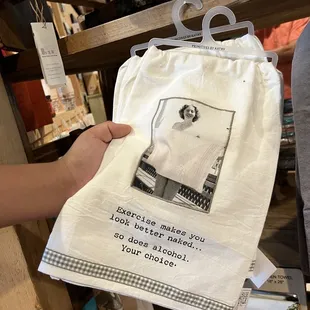 Exercise makes you
look better naked...
so does alcohol.
Your choice.